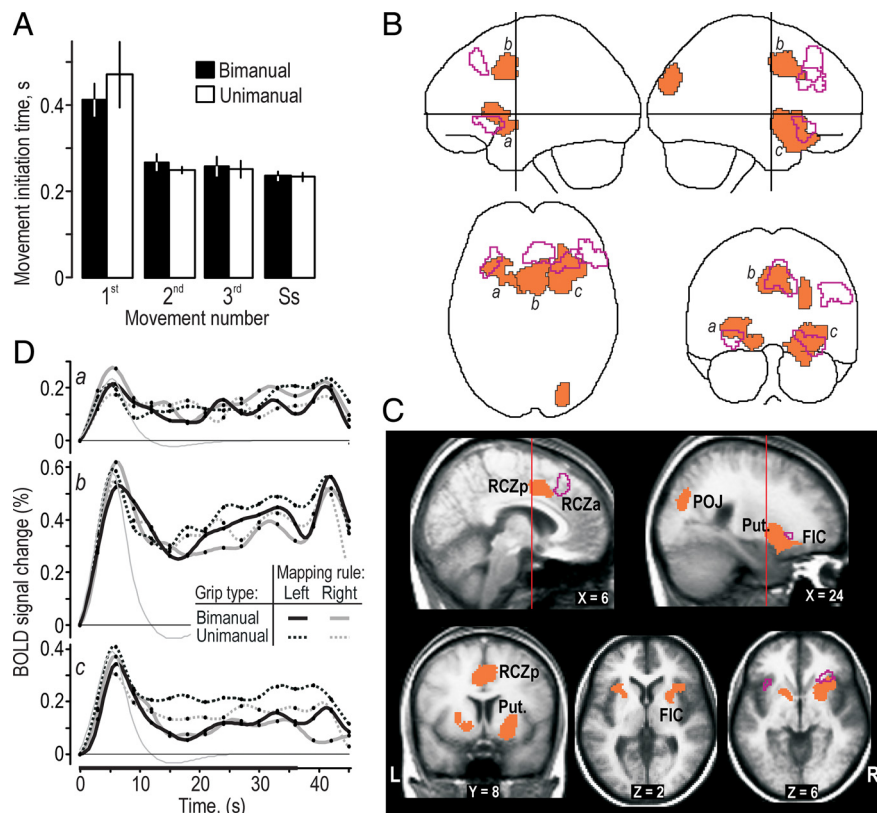 A
Movement initiation time, s
0.4
0.2
0
Bimanual
Unimanual
1st 2nd 3rd Ss
Movement number
B
b
a
b
c
a
b
c
b
a
c
D
BOLD signal change (%)
a
0.2
0
b
0.6
0.4
0.2
0
Mapping rule:
Grip type: Left Right
Bimanual
Unimanual
c
0.4
0.2
0
0 10 20 30 40
Time, (s)
C
RCZp
RCZa
X = 6
POJ
Put.
FIC
X = 24
RCZp
Put.
L
Y = 8
FIC
Z = 2
Z = 6
R